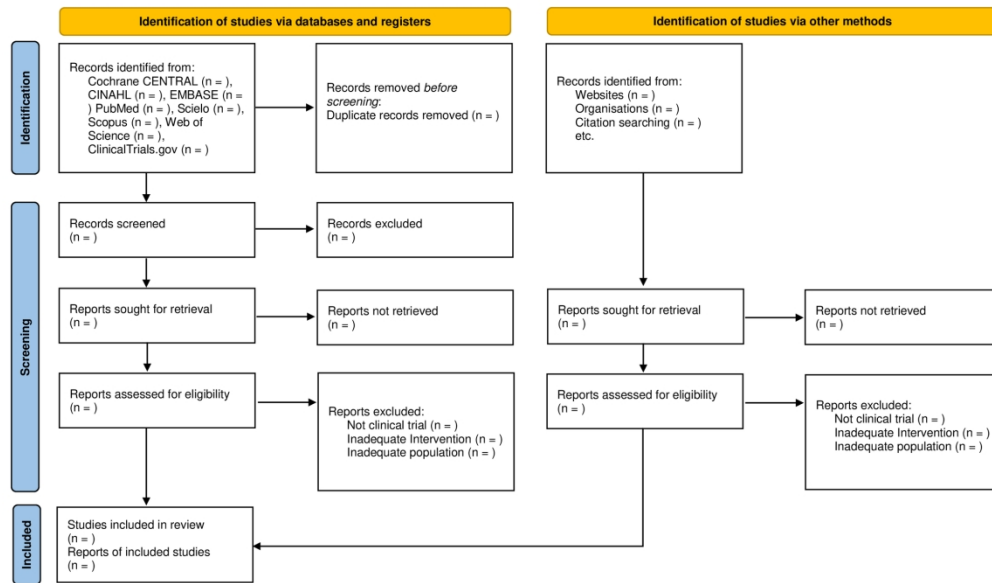 Identification of studies via databases and registers
Identification of studies via other methods
Identification
Records identified from:
Cochrane CENTRAL (n = ),
CINAHL (n = ), EMBASE (n =
) PubMed (n = ), Scielo (n = ),
Scopus (n = ), Web of
Science (n = ),
ClinicalTrials.gov (n = )
Records removed before
screening:
Duplicate records removed (n = )
Records identified from:
Websites (n = )
Organisations (n = )
Citation searching (n = )
etc.
Screening
Records screened
(n = )
Records excluded
(n = )
Reports sought for retrieval
(n = )
Reports not retrieved
(n = )
Reports sought for retrieval
(n = )
Reports not retrieved
(n = )
Reports assessed for eligibility
(n = )
Reports excluded:
Not clinical trial (n = )
Inadequate Intervention (n = )
Inadequate population (n = )
Reports assessed for eligibility
(n = )
Reports excluded:
Not clinical trial (n = )
Inadequate Intervention (n = )
Inadequate population (n = )
Included
Studies included in review
(n = )
Reports of included studies
(n = )